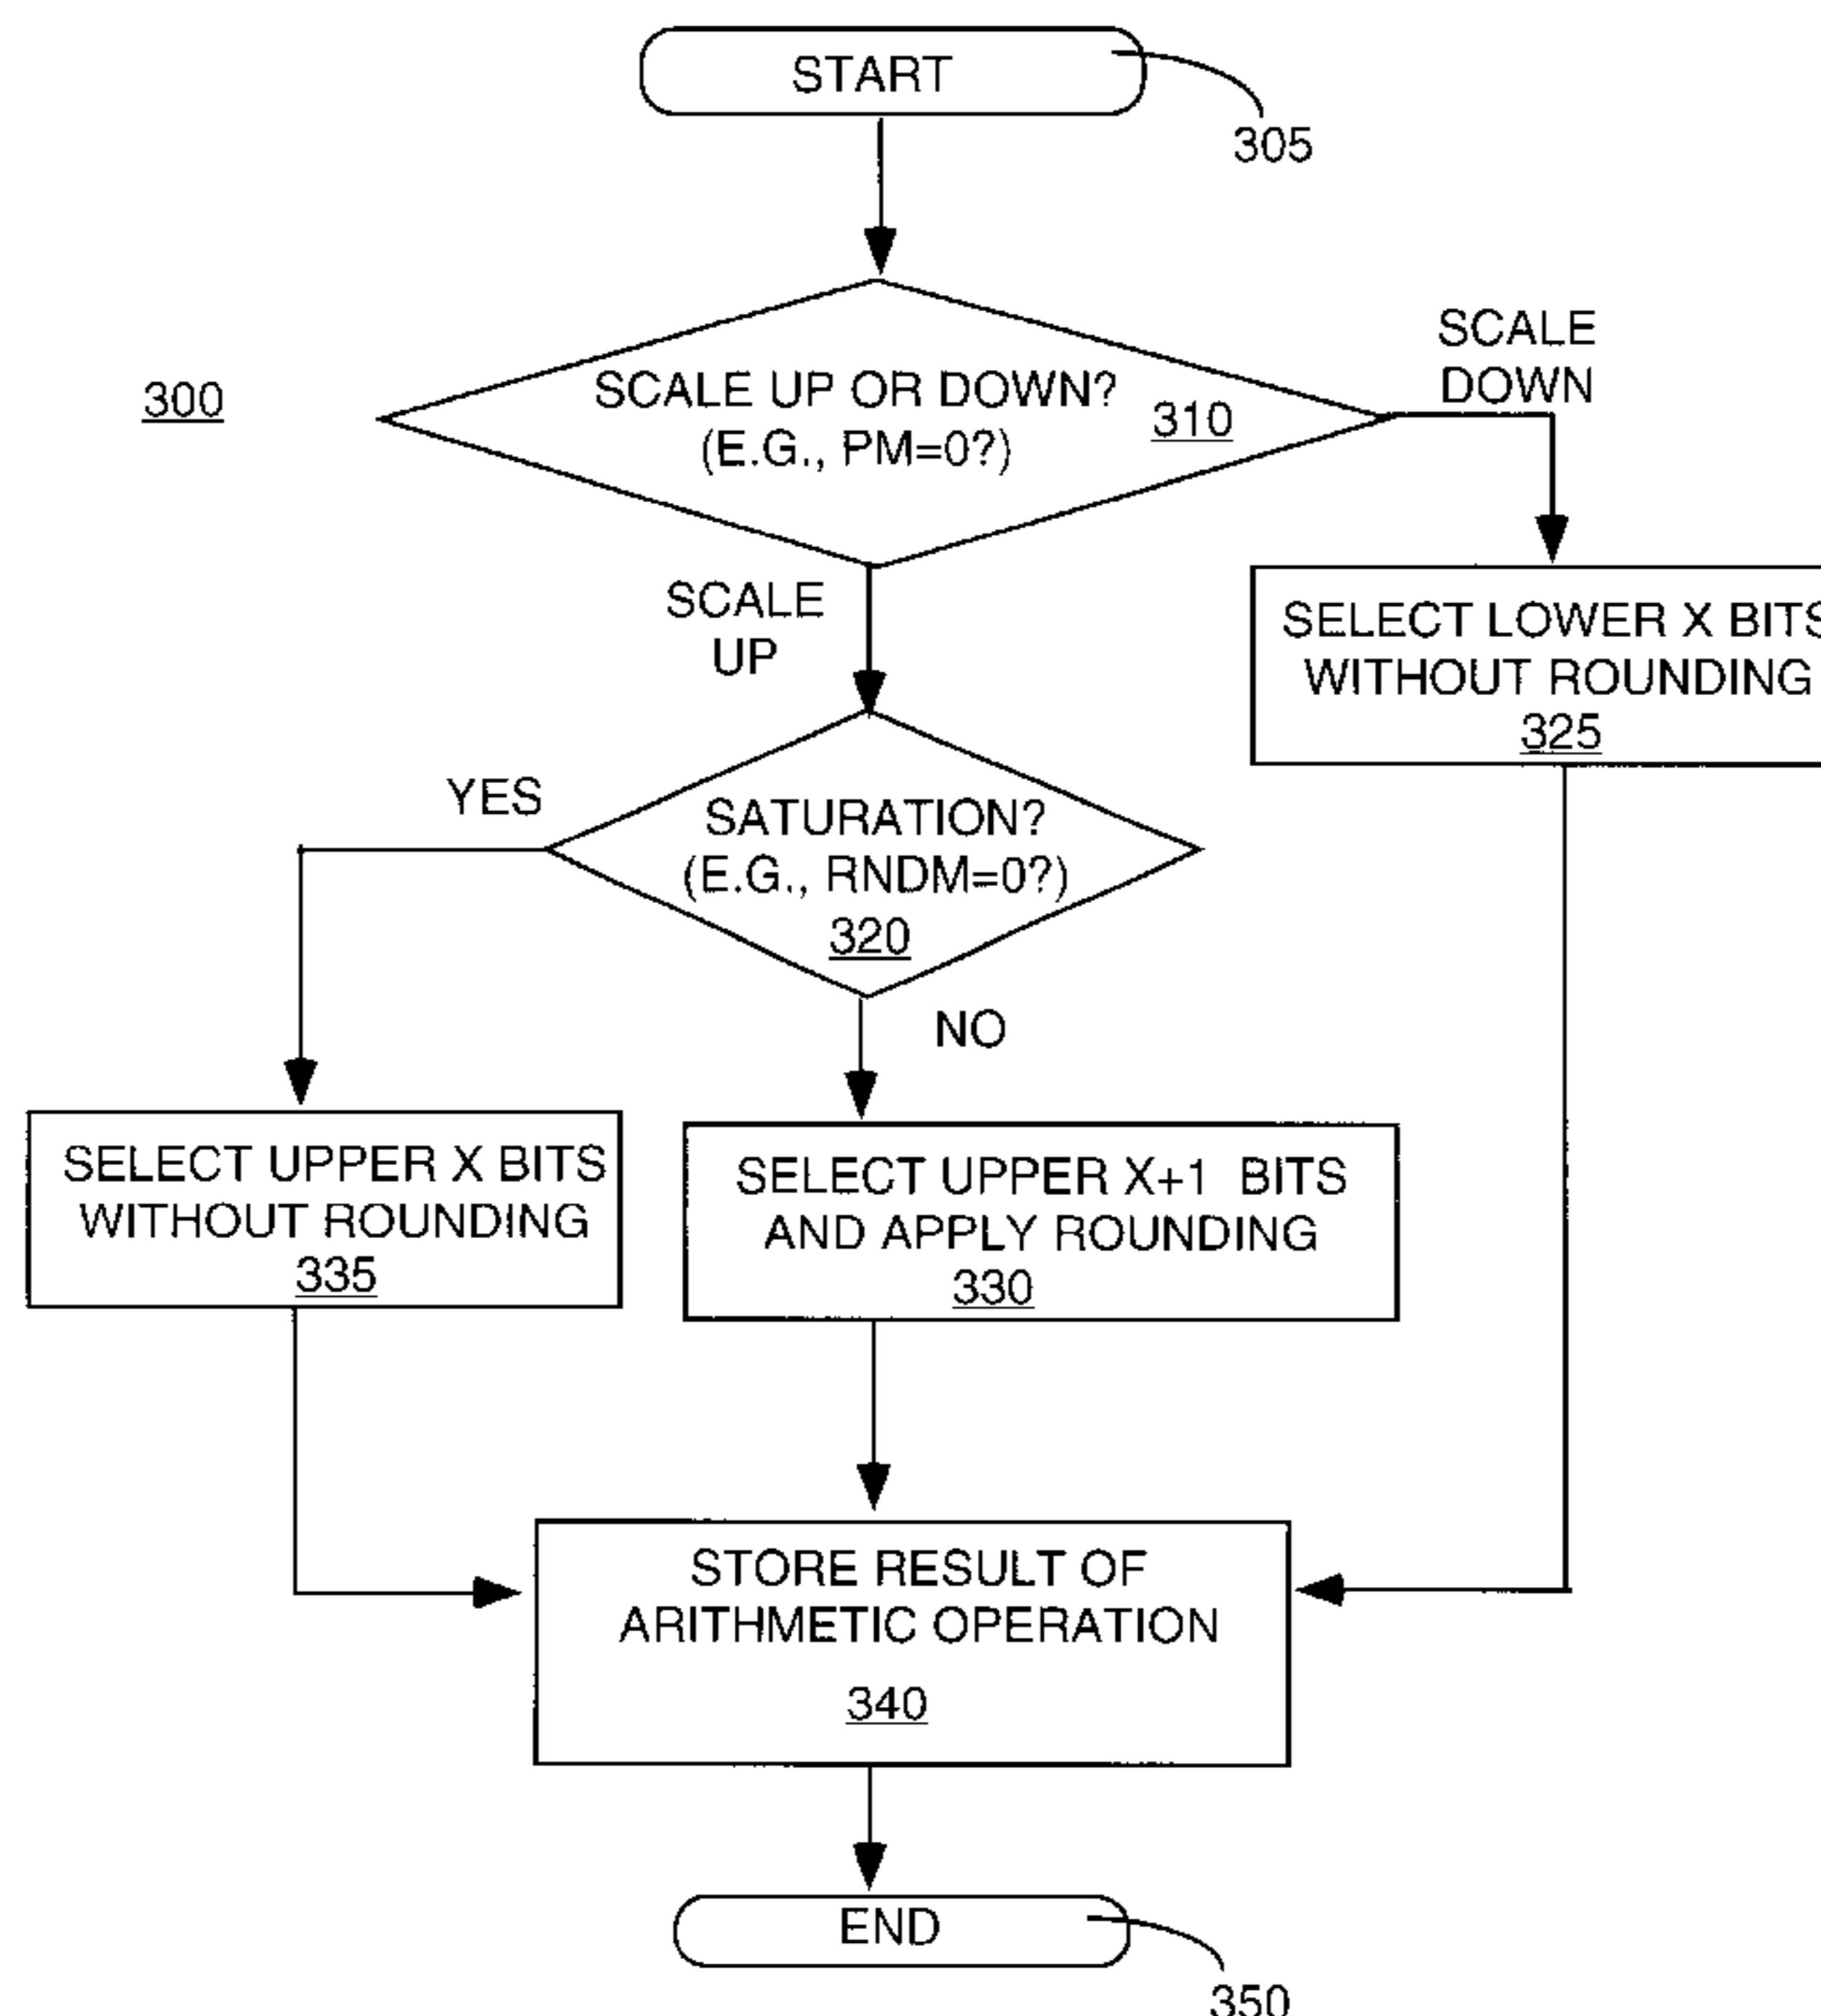 START
305
300
SCALE UP OR DOWN?
(E.G., PM=0?)
310
SCALE
DOWN
SCALE
UP
SELECT LOWER X BITS
WITHOUT ROUNDING
325
YES
SATURATION?
(E.G., RNDM=0?)
320
NO
SELECT UPPER X BITS
WITHOUT ROUNDING
335
SELECT UPPER X+1 BITS
AND APPLY ROUNDING
330
STORE RESULT OF
ARITHMETIC OPERATION
340
END
350